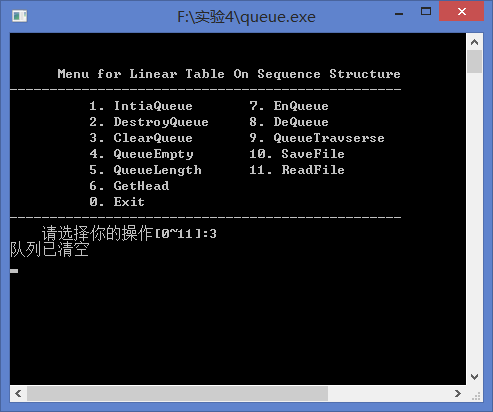 F:\实验4\queue.exe
Menu for Linear Table On Sequence Structure
-------------------------------------------------
1. IntiaQueue 7. EnQueue
2. DestroyQueue 8. DeQueue
3. ClearQueue 9. QueueTravserse
4. QueueEmpty 10. SaveFile
5. QueueLength 11. ReadFile
6. GetHead
0. Exit
-------------------------------------------------
请选择你的操作[0~11]:3
队列已清空